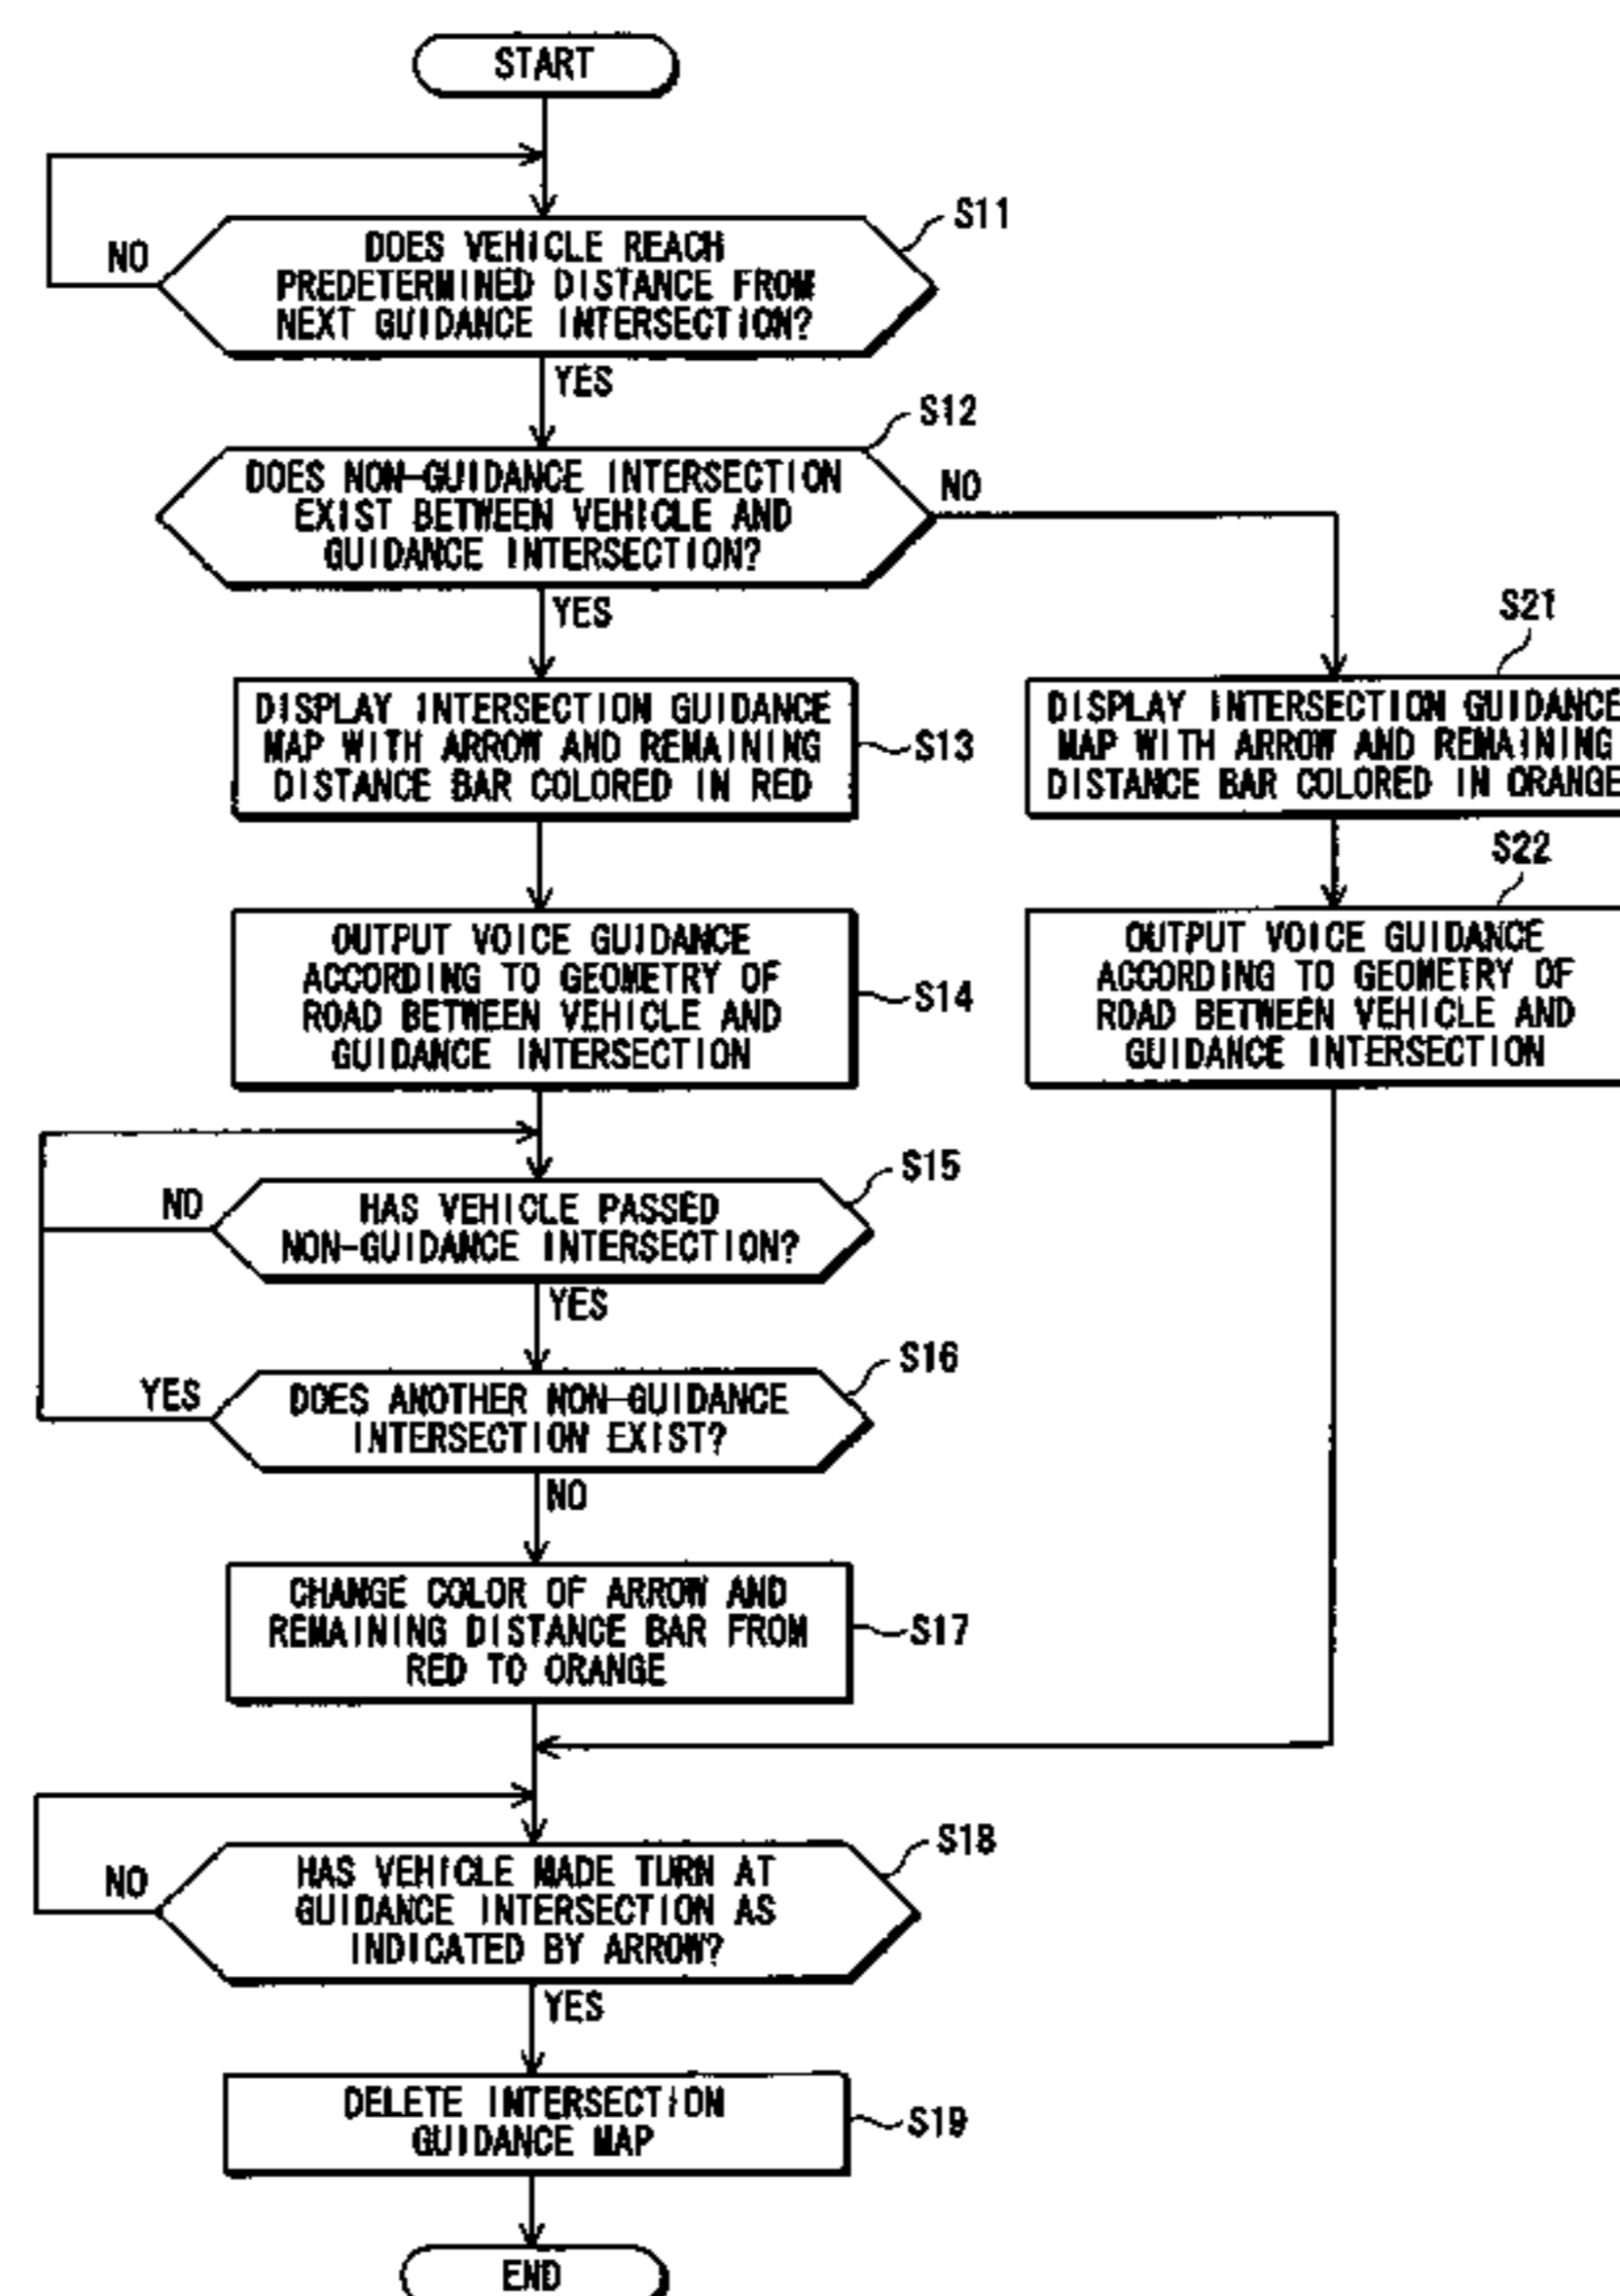 START
S11
NO
DOES VEHICLE REACH
PREDETERMINED DISTANCE FROM
NEXT GUIDANCE INTERSECTION?
YES
S12
DOES NON-GUIDANCE INTERSECTION
EXIST BETWEEN VEHICLE AND
GUIDANCE INTERSECTION?
NO
YES
S13
DISPLAY INTERSECTION GUIDANCE
MAP WITH ARROW AND REMAINING
DISTANCE BAR COLORED IN RED
S21
DISPLAY INTERSECTION GUIDANCE
MAP WITH ARROW AND REMAINING
DISTANCE BAR COLORED IN ORANGE
S14
OUTPUT VOICE GUIDANCE
ACCORDING TO GEOMETRY OF
ROAD BETWEEN VEHICLE AND
GUIDANCE INTERSECTION
S22
OUTPUT VOICE GUIDANCE
ACCORDING TO GEOMETRY OF
ROAD BETWEEN VEHICLE AND
GUIDANCE INTERSECTION
S15
NO
HAS VEHICLE PASSED
NON-GUIDANCE INTERSECTION?
YES
S16
YES
DOES ANOTHER NON-GUIDANCE
INTERSECTION EXIST?
NO
CHANGE COLOR OF ARROW AND
REMAINING DISTANCE BAR FROM
RED TO ORANGE
S17
S18
NO
HAS VEHICLE MADE TURN AT
GUIDANCE INTERSECTION AS
INDICATED BY ARROW?
YES
DELETE INTERSECTION
GUIDANCE MAP
S19
END